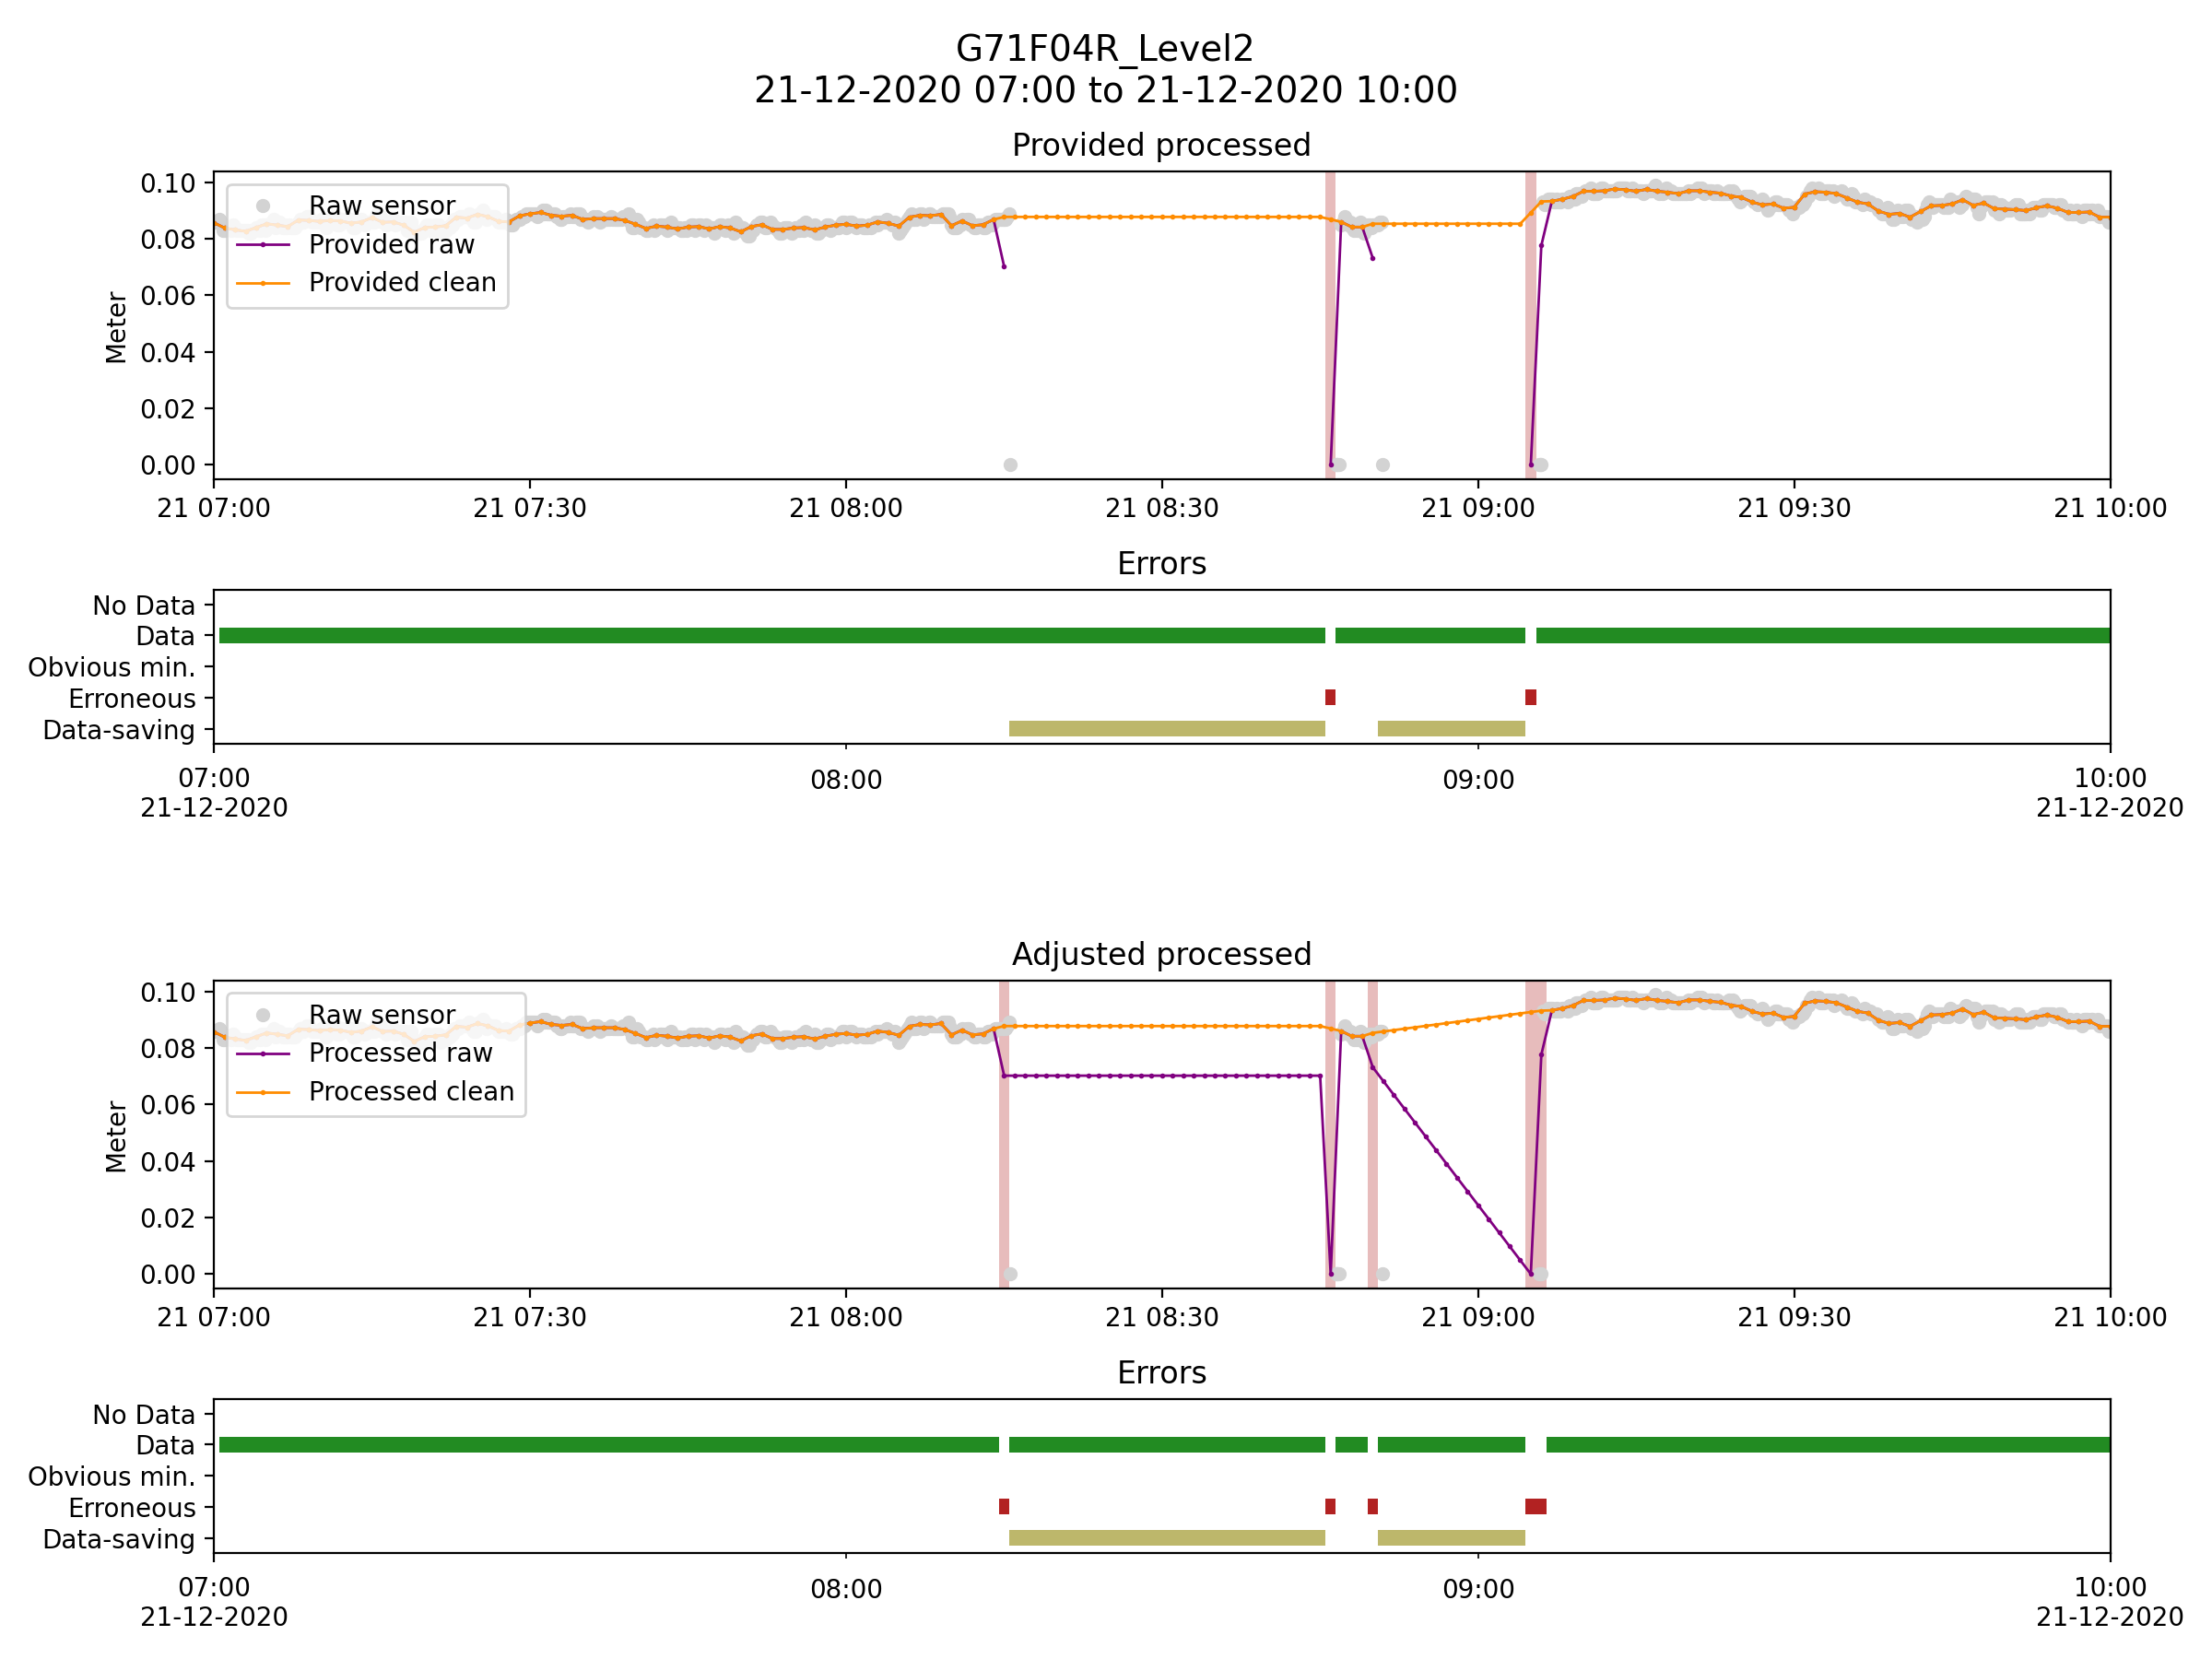 G71F04R_Level2
21-12-2020 07:00 to 21-12-2020 10:00
Provided processed
Meter
0.10
0.08
0.06
0.04
0.02
0.00
Raw sensor
Provided raw
Provided clean
21 07:00 21 07:30 21 08:00 21 08:30 21 09:00 21 09:30 21 10:00
Errors
No Data
Data
Obvious min.
Erroneous
Data-saving
07:00 08:00 09:00 10:00
21-12-2020 21-12-2020
Adjusted processed
Meter
0.10
0.08
0.06
0.04
0.02
0.00
Raw sensor
Processed raw
Processed clean
21 07:00 21 07:30 21 08:00 21 08:30 21 09:00 21 09:30 21 10:00
Errors
No Data
Data
Obvious min.
Erroneous
Data-saving
07:00 08:00 09:00 10:00
21-12-2020 21-12-2020